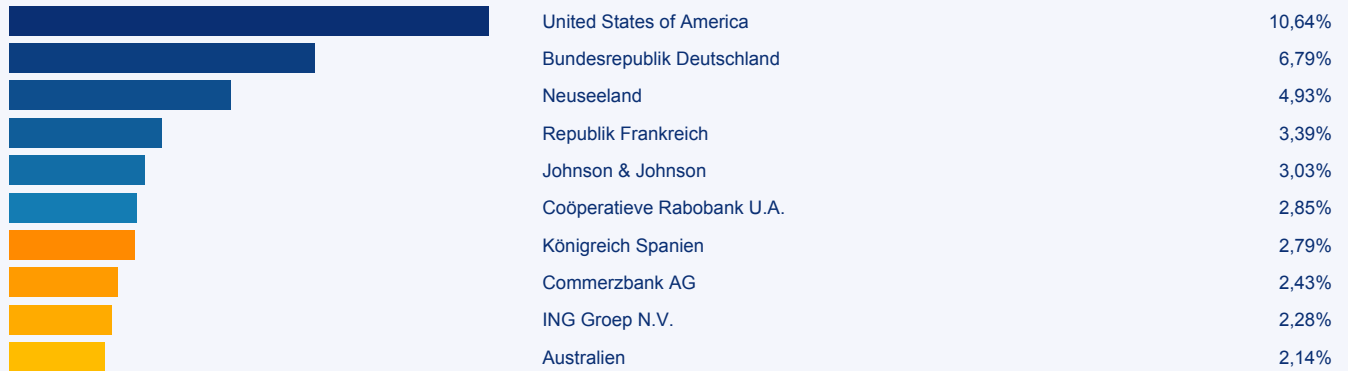 United States of America 10,64%
Bundesrepublik Deutschland 6,79%
Neuseeland 4,93%
Republik Frankreich 3,39%
Johnson & Johnson 3,03%
Coöperatieve Rabobank U.A. 2,85%
Königreich Spanien 2,79%
Commerzbank AG 2,43%
ING Groep N.V. 2,28%
Australien 2,14%